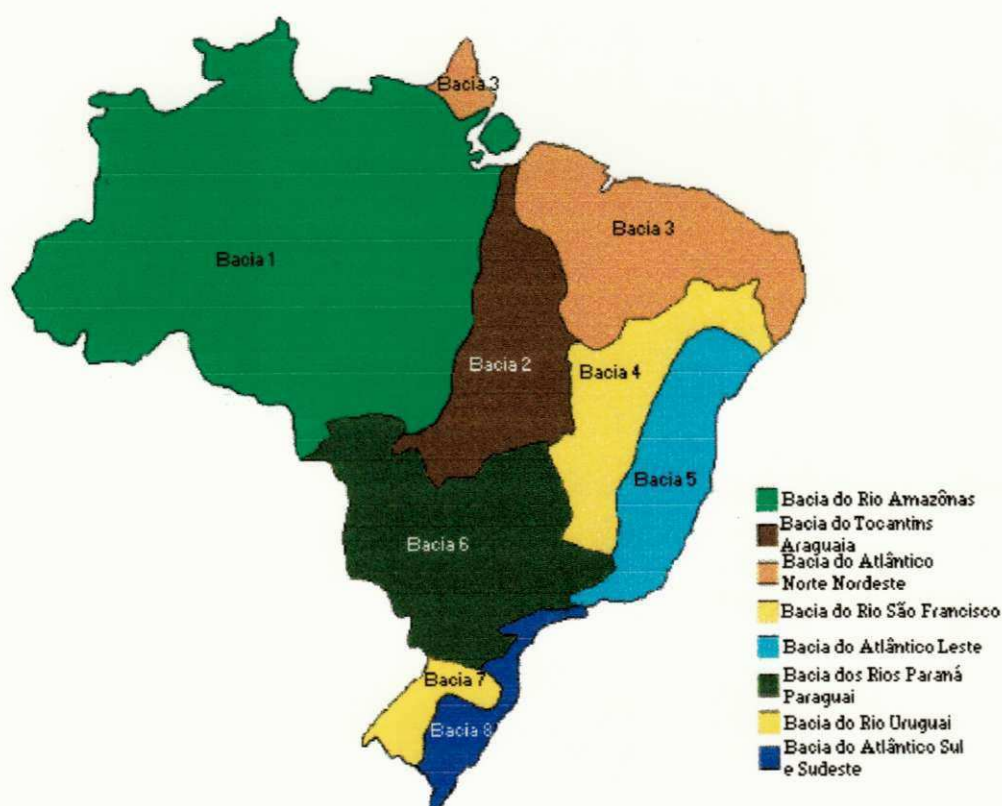 Bacia 3
Bacia 3
Bacia 1
Bacia 2
Bacia 4
Bacia 5
Bacia 6
Bacia 7
Bacia 8
Bacia do Rio Amazônas
Bacia do Tocantins
Araguaia
Bacia do Atlântico
Norte Nordeste
Bacia do Rio São Francisco
Bacia do Atlântico Leste
Bacia dos Rios Paraná
Paraguai
Bacia do Rio Uruguai
Bacia do Atlântico Sul
e Sudeste